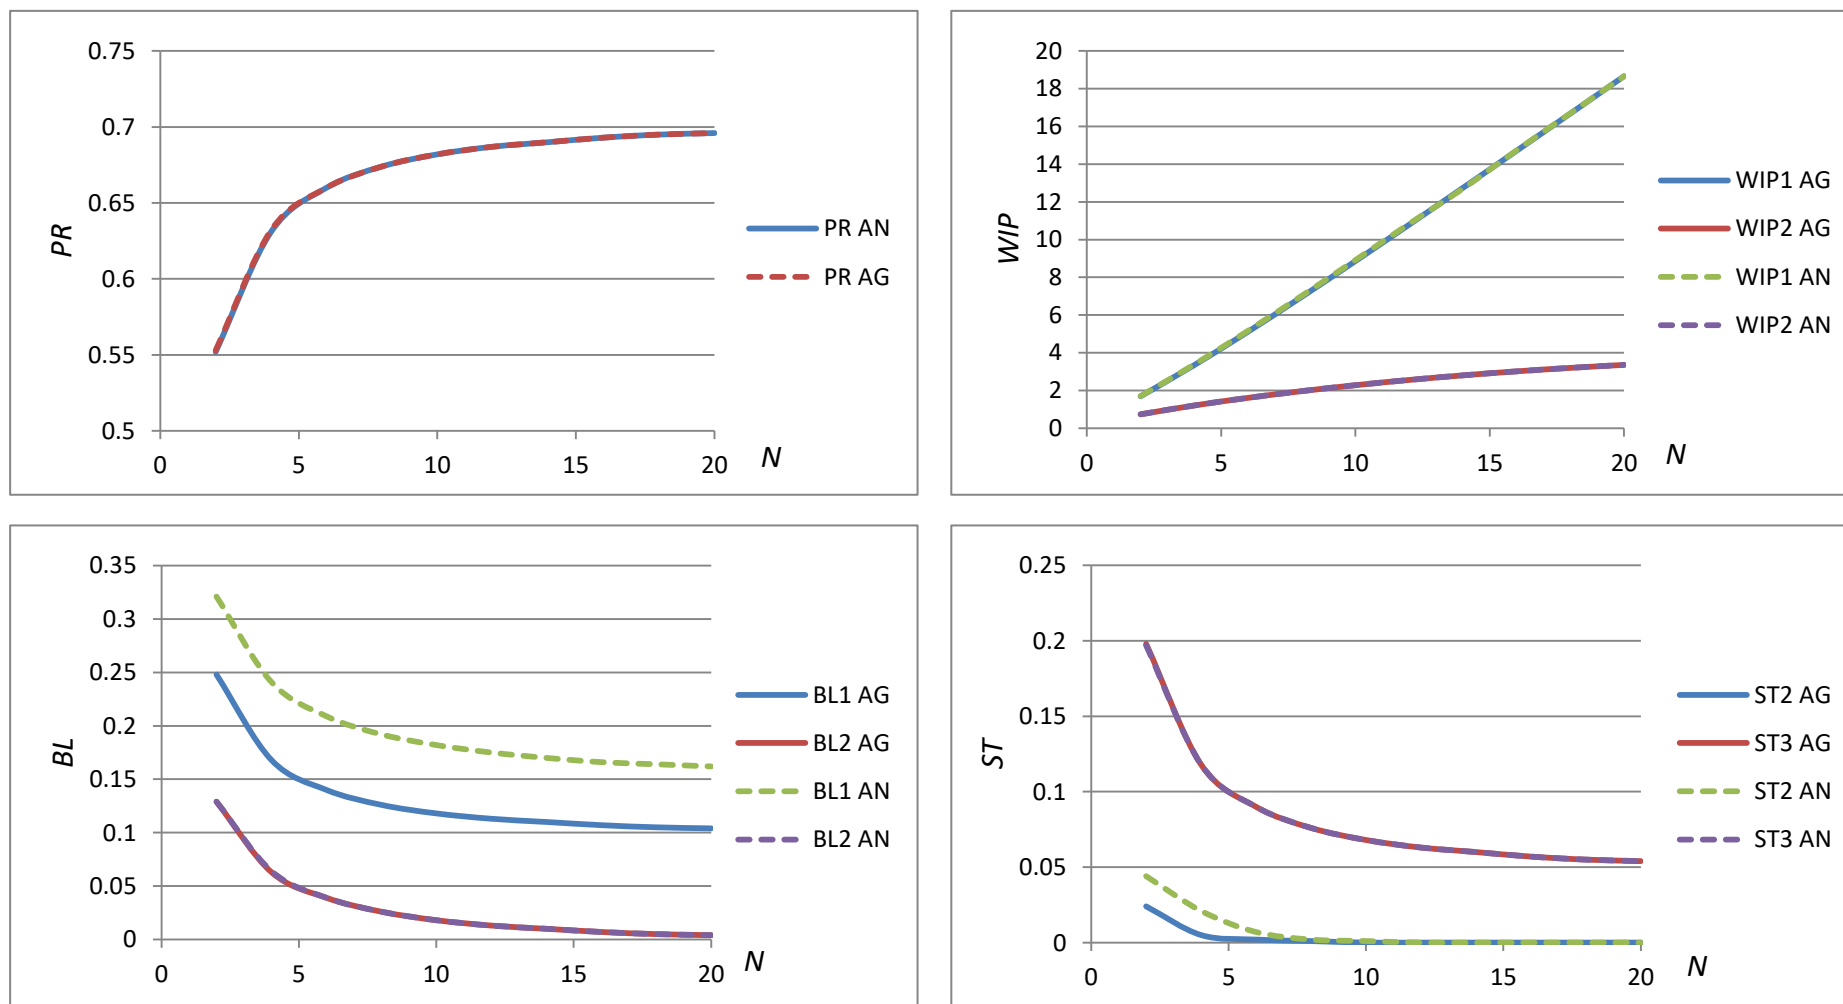 PR
0.75
0.7
0.65
0.6
0.55
0.5
0
5
10
15
20
N
PR AN
PR AG
WIP
20
18
16
14
12
10
8
6
4
2
0
0
5
10
15
20
N
WIP1 AG
WIP2 AG
WIP1 AN
WIP2 AN
BL
0.35
0.3
0.25
0.2
0.15
0.1
0.05
0
0
5
10
15
20
N
BL1 AG
BL2 AG
BL1 AN
BL2 AN
ST
0.25
0.2
0.15
0.1
0.05
0
0
5
10
15
20
N
ST2 AG
ST3 AG
ST2 AN
ST3 AN